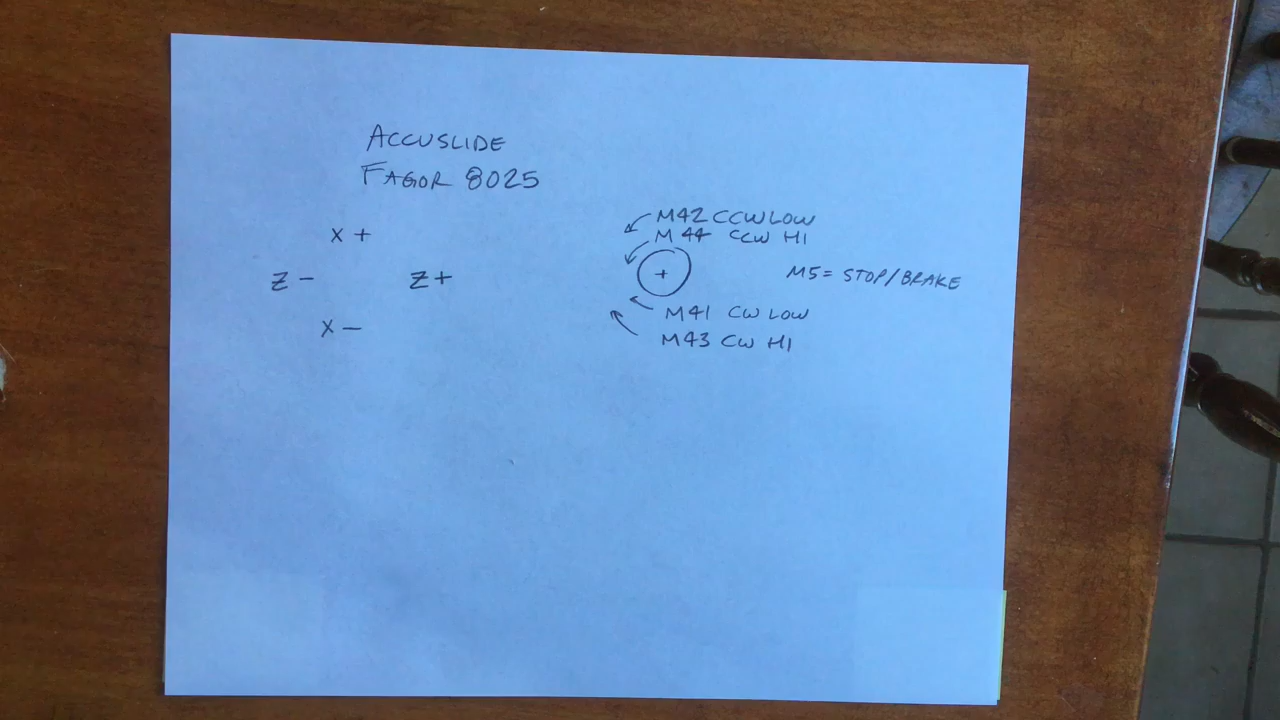 ACCUSLIDE
FAGOR 8025
X +
Z - Z +
X -
M42 CCW LOW
M44 CCW HI
+
M5 = STOP/BRAKE
M41 CW LOW
M43 CW HI